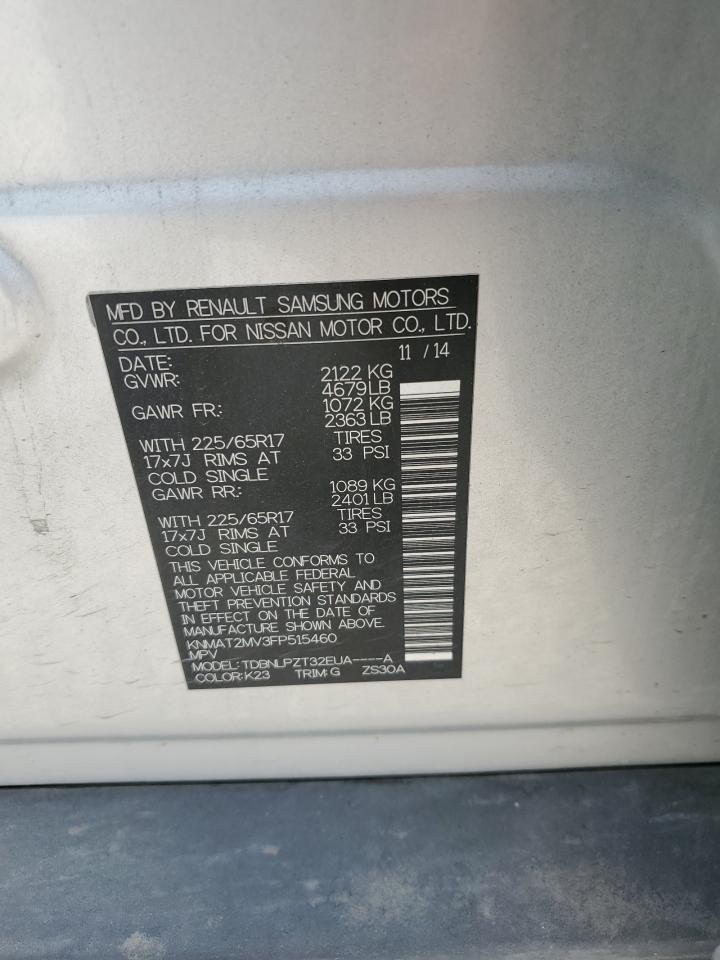 MFD BY RENAULT SAMSUNG MOTORS
CO., LTD. FOR NISSAN MOTOR CO., LTD.
DATE: 11 / 14
GVWR: 2122 KG
4679 LB
GAWR FR: 1072 KG
2363 LB
WITH 225/65R17 TIRES
17x7J RIMS AT 33 PSI
COLD SINGLE
GAWR RR: 1089 KG
2401 LB
WITH 225/65R17 TIRES
17x7J RIMS AT 33 PSI
COLD SINGLE
THIS VEHICLE CONFORMS TO
ALL APPLICABLE FEDERAL
MOTOR VEHICLE SAFETY AND
THEFT PREVENTION STANDARDS
IN EFFECT ON THE DATE OF
MANUFACTURE SHOWN ABOVE.
KNMAT2MV3FP515460
MPV
MODEL: TDBNLPZT32EUA----A
COLOR: K23 TRIM: G ZS30A